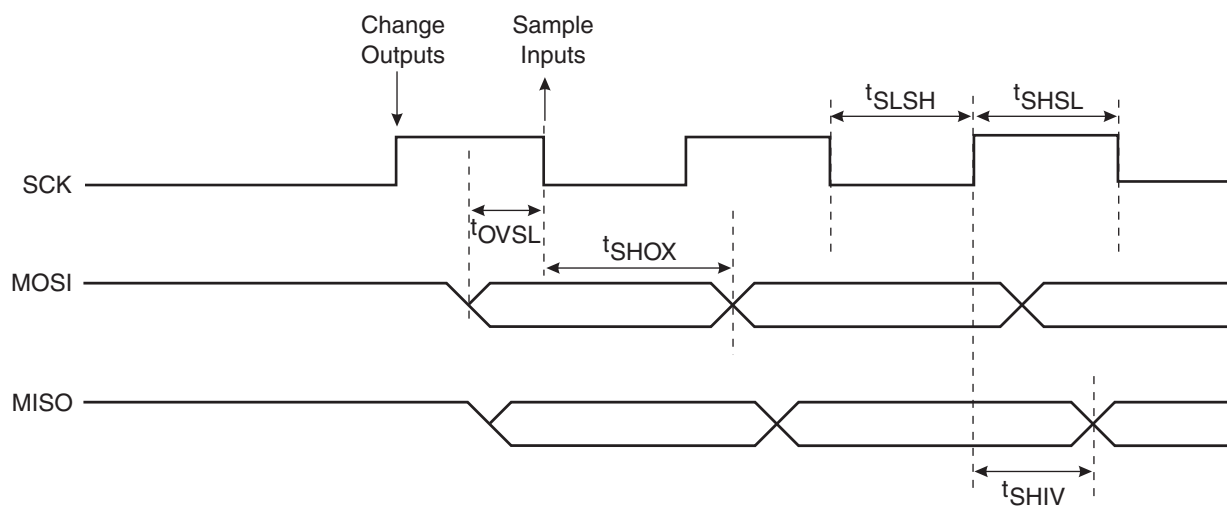 Change
Outputs
Sample
Inputs
tSLSH
tSHSL
SCK
tOVSL
tSHOX
MOSI
MISO
tSHIV